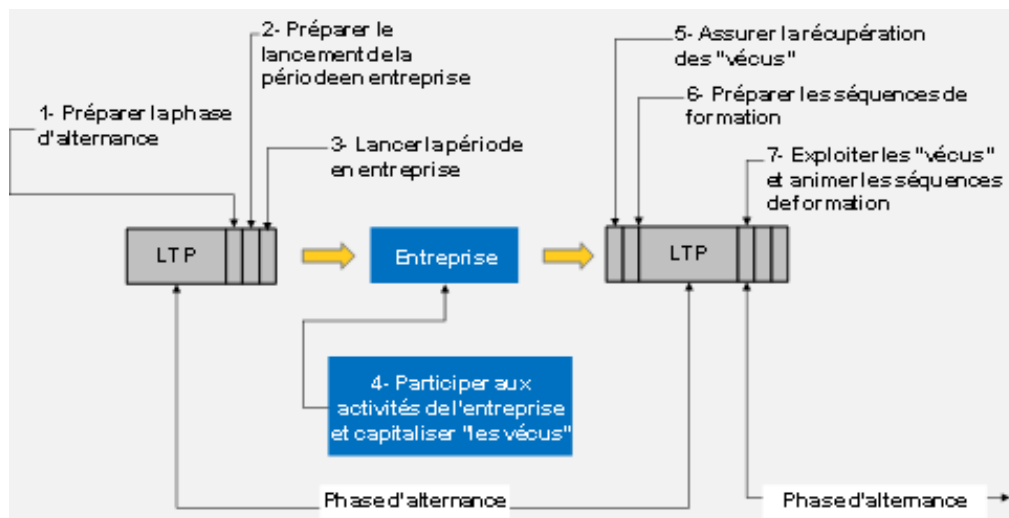 2- Préparer le
lancement de la
période en entreprise
1- Préparer la phase
d'alternance
3- Lancer la période
en entreprise
5- Assurer la récupération
des "vécus"
6- Préparer les séquences de
formation
7- Exploiter les "vécus"
et animer les séquences
de formation
LTP
Entreprise
LTP
4- Participer aux
activités de l'entreprise
et capitaliser "les vécus"
Phase d'alternance
Phase d'alternance